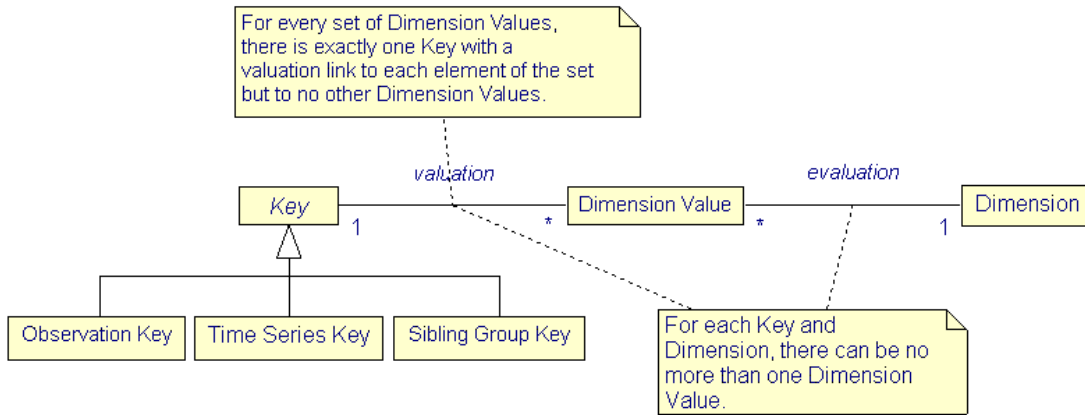 For every set of Dimension Values,
there is exactly one Key with a
valuation link to each element of the set
but to no other Dimension Values.
valuation
evaluation
Key
Dimension Value
Dimension
1
*
*
1
Observation Key
Time Series Key
Sibling Group Key
For each Key and
Dimension, there can be no
more than one Dimension
Value.